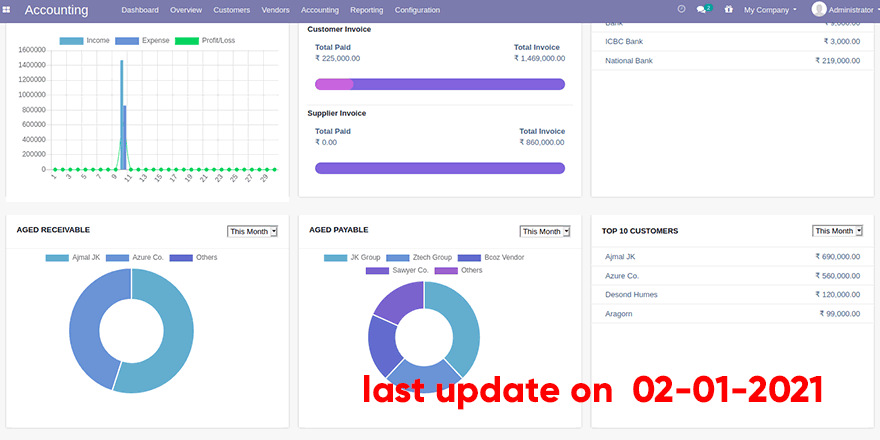 Accounting Dashboard Overview Customers Vendors Accounting Reporting Configuration 2 My Company Administrator
Income Expense Profit/Loss
1600000
1400000
1200000
1000000
800000
600000
400000
200000
0
1 3 5 7 9 11 13 15 17 19 21 23 25 27 29
Customer Invoice
Total Paid Total Invoice
₹ 225,000.00 ₹ 1,469,000.00
Supplier Invoice
Total Paid Total Invoice
₹ 0.00 ₹ 860,000.00
Bank
ICBC Bank ₹ 3,000.00
National Bank ₹ 219,000.00
AGED RECEIVABLE This Month
Ajmal JK Azure Co. Others
AGED PAYABLE This Month
JK Group Ztech Group Bcoz Vendor
Sawyer Co. Others
TOP 10 CUSTOMERS This Month
Ajmal JK ₹ 690,000.00
Azure Co. ₹ 560,000.00
Desond Humes ₹ 120,000.00
Aragorn ₹ 99,000.00
last update on 02-01-2021